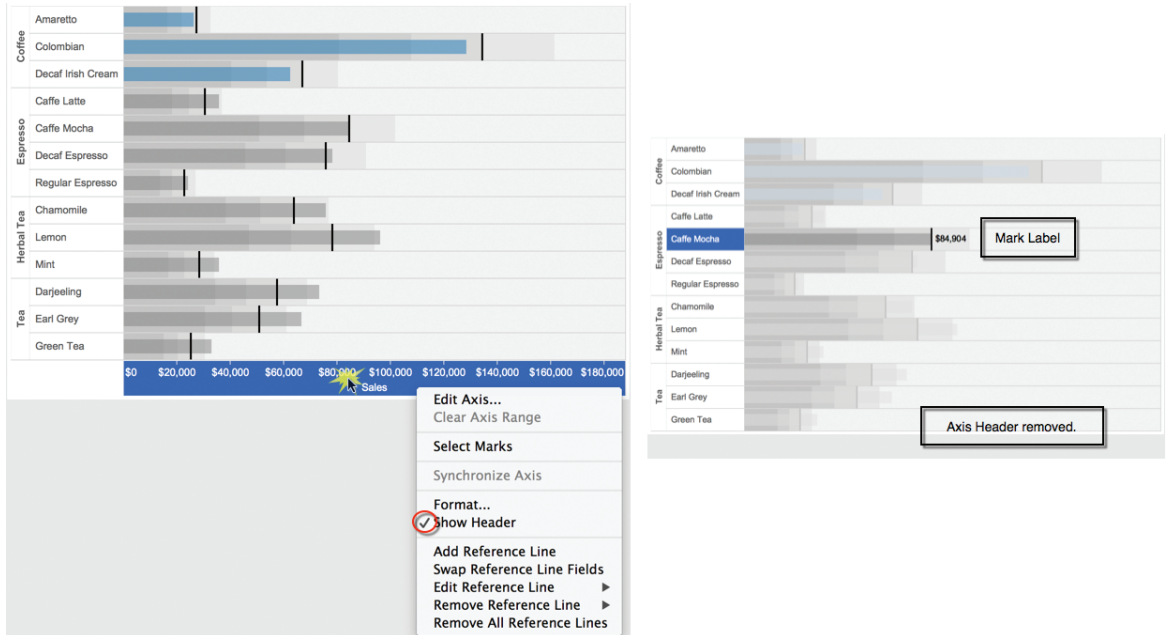 Coffee
Amaretto
Colombian
Decaf Irish Cream
Espresso
Caffe Latte
Caffe Mocha
Decaf Espresso
Regular Espresso
Herbal Tea
Chamomile
Lemon
Mint
Tea
Darjeeling
Earl Grey
Green Tea
$0 $20,000 $40,000 $60,000 $80,000 $100,000 $120,000 $140,000 $160,000 $180,000
Sales
Edit Axis...
Clear Axis Range
Select Marks
Synchronize Axis
Format...
Show Header
Add Reference Line
Swap Reference Line Fields
Edit Reference Line
Remove Reference Line
Remove All Reference Lines
Coffee
Amaretto
Colombian
Decaf Irish Cream
Espresso
Caffe Latte
Caffe Mocha
$84,904
Mark Label
Decaf Espresso
Regular Espresso
Herbal Tea
Chamomile
Lemon
Mint
Tea
Darjeeling
Earl Grey
Green Tea
Axis Header removed.